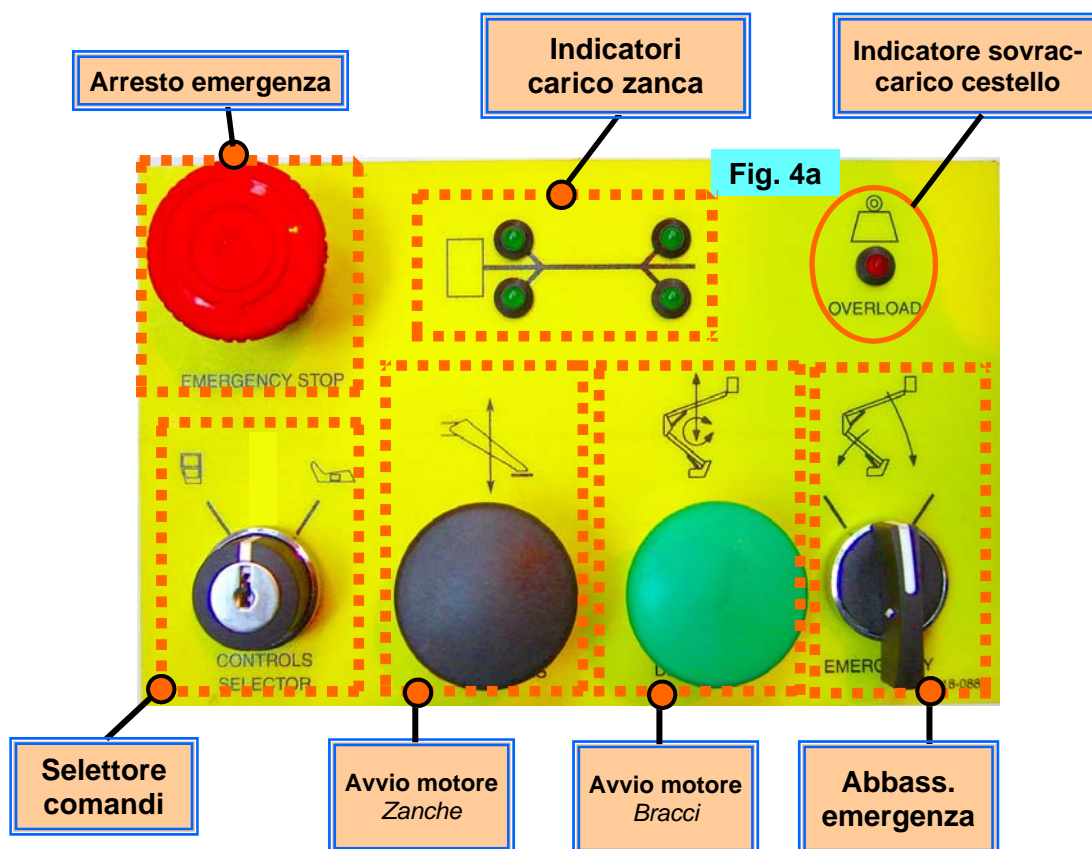 Arresto emergenza
Indicatori
carico zanca
Indicatore sovrac-
carico cestello
Fig. 4a
OVERLOAD
EMERGENCY STOP
CONTROLS
SELECTOR
EMERGENCY
Selettore
comandi
Avvio motore
Zanche
Avvio motore
Bracci
Abbass.
emergenza